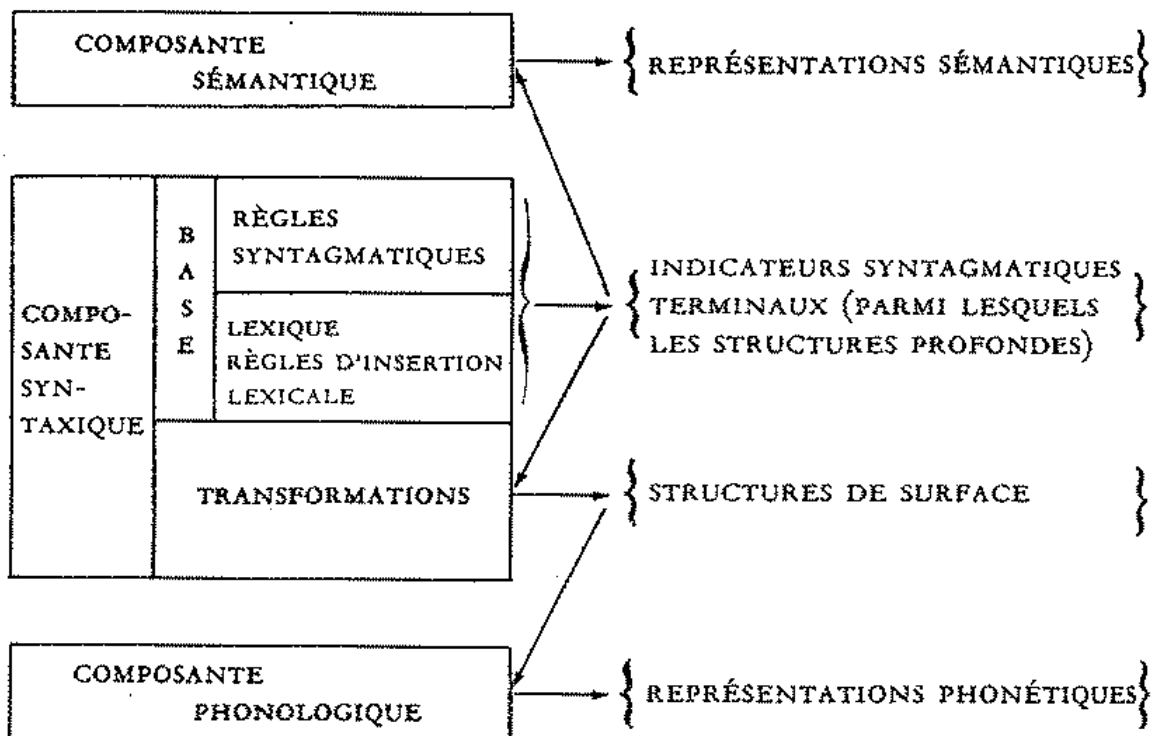 COMPOSANTE
SÉMANTIQUE
{ REPRÉSENTATIONS SÉMANTIQUES }
COMPO-
SANTE
SYN-
TAXIQUE
B
A
S
E
RÈGLES
SYNTAGMATIQUES
LEXIQUE
RÈGLES D'INSERTION
LEXICALE
{ INDICATEURS SYNTAGMATIQUES
TERMINAUX (PARMI LESQUELS
LES STRUCTURES PROFONDES) }
TRANSFORMATIONS
{ STRUCTURES DE SURFACE }
COMPOSANTE
PHONOLOGIQUE
{ REPRÉSENTATIONS PHONÉTIQUES }